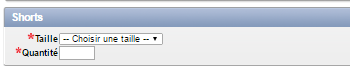 Shorts
*Taille -- Choisir une taille --
*Quantité